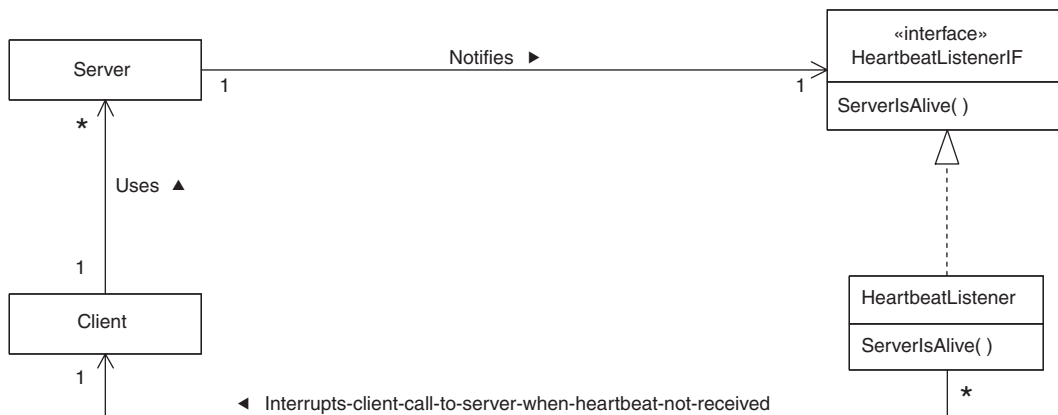 «interface»
HeartbeatListenerIF
Server
Notifies ►
1
1
ServerIsAlive( )
*
Uses ▲
1
HeartbeatListener
Client
ServerIsAlive( )
1
*
◄ Interrupts-client-call-to-server-when-heartbeat-not-received